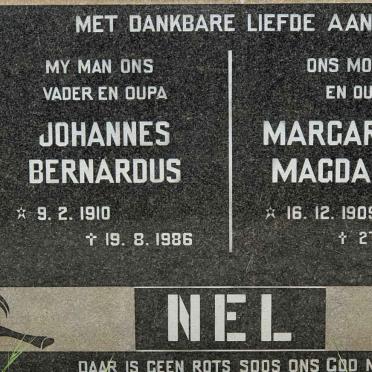 MET DANKBARE LIEFDE AAN
MY MAN ONS
VADER EN OUPA
JOHANNES
BERNARDUS
☆ 9. 2. 1910
✝ 19. 8. 1986
ONS MO
EN OU
MARGAR
MAGDA
☆ 16. 12. 1909
✝ 2
NEL
DAAR IS GEEN ROTS SOOS ONS GOD N